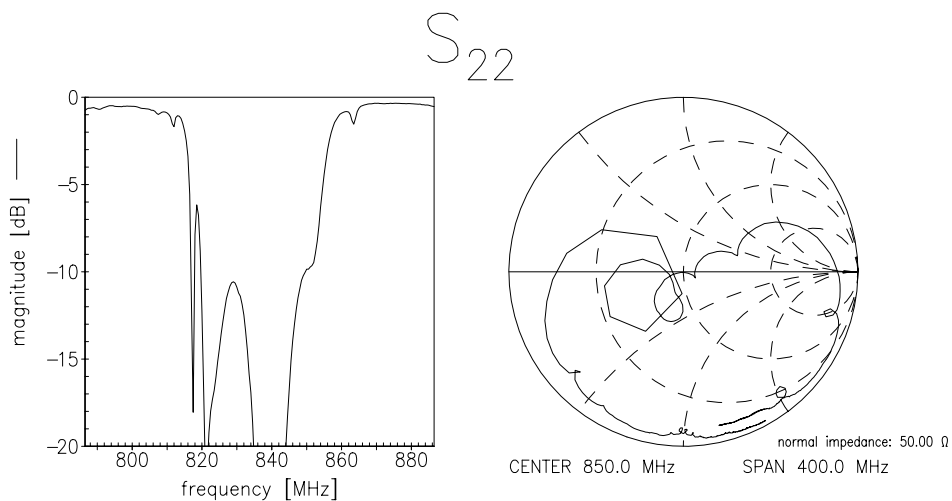 S22
0
−5
−10
−15
−20
magnitude [dB]
800 820 840 860 880
frequency [MHz]
normal impedance: 50.00 Ω
CENTER 850.0 MHz SPAN 400.0 MHz